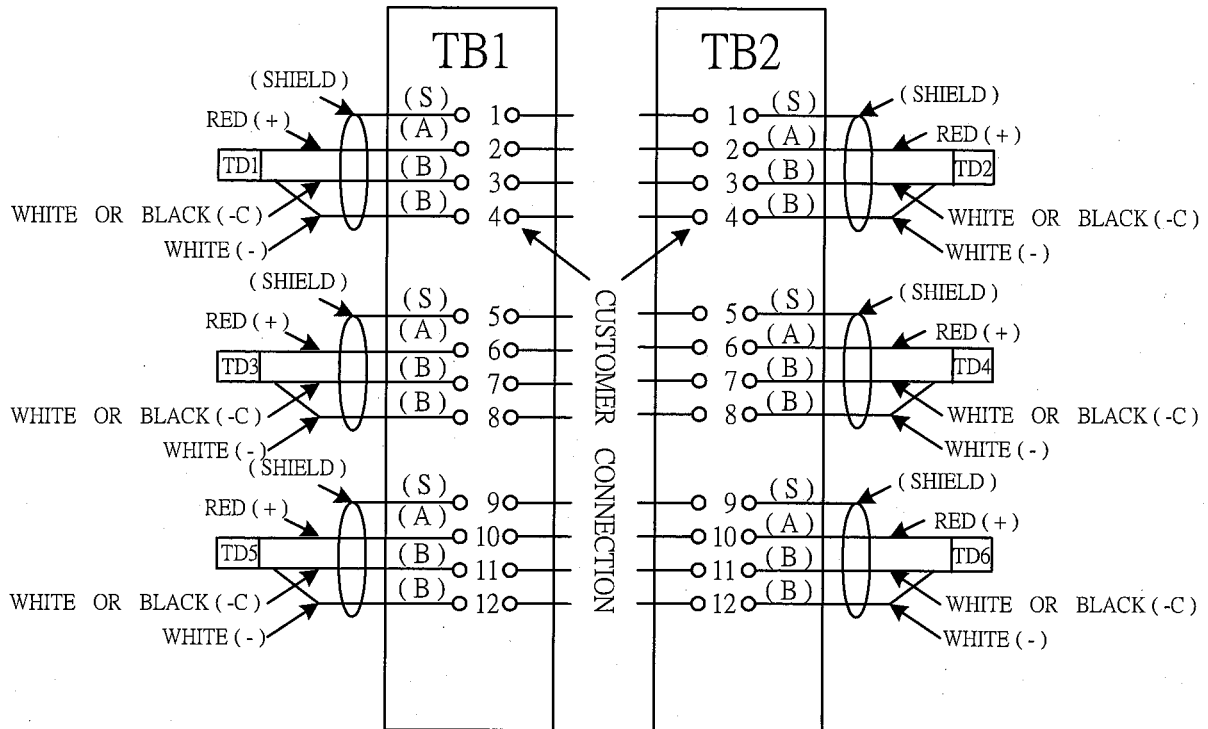 TB1
(SHIELD)
RED (+)
TD1
WHITE OR BLACK (-C)
WHITE (-)
(S) 1
(A) 2
(B) 3
(B) 4
(SHIELD)
RED (+)
TD3
WHITE OR BLACK (-C)
WHITE (-)
(S) 5
(A) 6
(B) 7
(B) 8
(SHIELD)
RED (+)
TD5
WHITE OR BLACK (-C)
WHITE (-)
(S) 9
(A) 10
(B) 11
(B) 12
CUSTOMER CONNECTION
TB2
1 (S)
2 (A)
3 (B)
4 (B)
(SHIELD)
RED (+)
TD2
WHITE OR BLACK (-C)
WHITE (-)
5 (S)
6 (A)
7 (B)
8 (B)
(SHIELD)
RED (+)
TD4
WHITE OR BLACK (-C)
WHITE (-)
9 (S)
10 (A)
11 (B)
12 (B)
(SHIELD)
RED (+)
TD6
WHITE OR BLACK (-C)
WHITE (-)